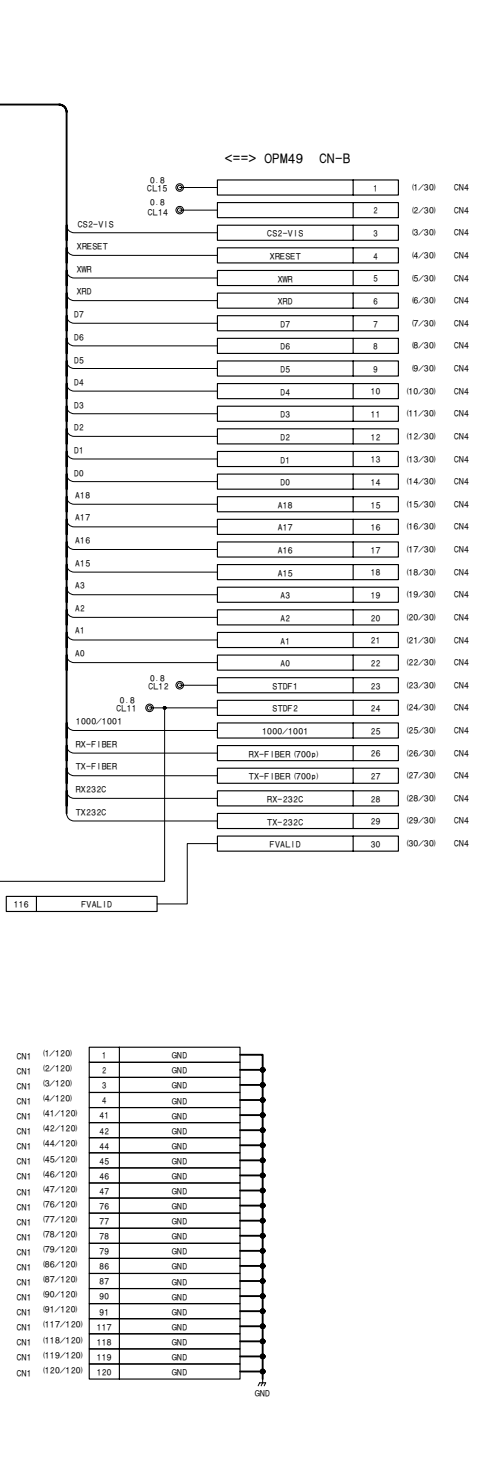 <==> OPM49 CN-B
0.8
CL15 1 (1/30) CN4
0.8
CL14 2 (2/30) CN4
CS2-VIS CS2-VIS 3 (3/30) CN4
XRESET XRESET 4 (4/30) CN4
XWR XWR 5 (5/30) CN4
XRD XRD 6 (6/30) CN4
D7 D7 7 (7/30) CN4
D6 D6 8 (8/30) CN4
D5 D5 9 (9/30) CN4
D4 D4 10 (10/30) CN4
D3 D3 11 (11/30) CN4
D2 D2 12 (12/30) CN4
D1 D1 13 (13/30) CN4
D0 D0 14 (14/30) CN4
A18 A18 15 (15/30) CN4
A17 A17 16 (16/30) CN4
A16 A16 17 (17/30) CN4
A15 A15 18 (18/30) CN4
A3 A3 19 (19/30) CN4
A2 A2 20 (20/30) CN4
A1 A1 21 (21/30) CN4
A0 A0 22 (22/30) CN4
0.8
CL12 STDF1 23 (23/30) CN4
0.8
CL11 STDF2 24 (24/30) CN4
1000/1001 1000/1001 25 (25/30) CN4
RX-FIBER RX-FIBER(700p) 26 (26/30) CN4
TX-FIBER TX-FIBER(700p) 27 (27/30) CN4
RX232C RX-232C 28 (28/30) CN4
TX232C TX-232C 29 (29/30) CN4
FVALID 30 (30/30) CN4
116 FVALID
CN1 (1/120) 1 GND
CN1 (2/120) 2 GND
CN1 (3/120) 3 GND
CN1 (4/120) 4 GND
CN1 (41/120) 41 GND
CN1 (42/120) 42 GND
CN1 (44/120) 44 GND
CN1 (45/120) 45 GND
CN1 (46/120) 46 GND
CN1 (47/120) 47 GND
CN1 (76/120) 76 GND
CN1 (77/120) 77 GND
CN1 (78/120) 78 GND
CN1 (79/120) 79 GND
CN1 (86/120) 86 GND
CN1 (87/120) 87 GND
CN1 (90/120) 90 GND
CN1 (91/120) 91 GND
CN1 (117/120) 117 GND
CN1 (118/120) 118 GND
CN1 (119/120) 119 GND
CN1 (120/120) 120 GND
GND